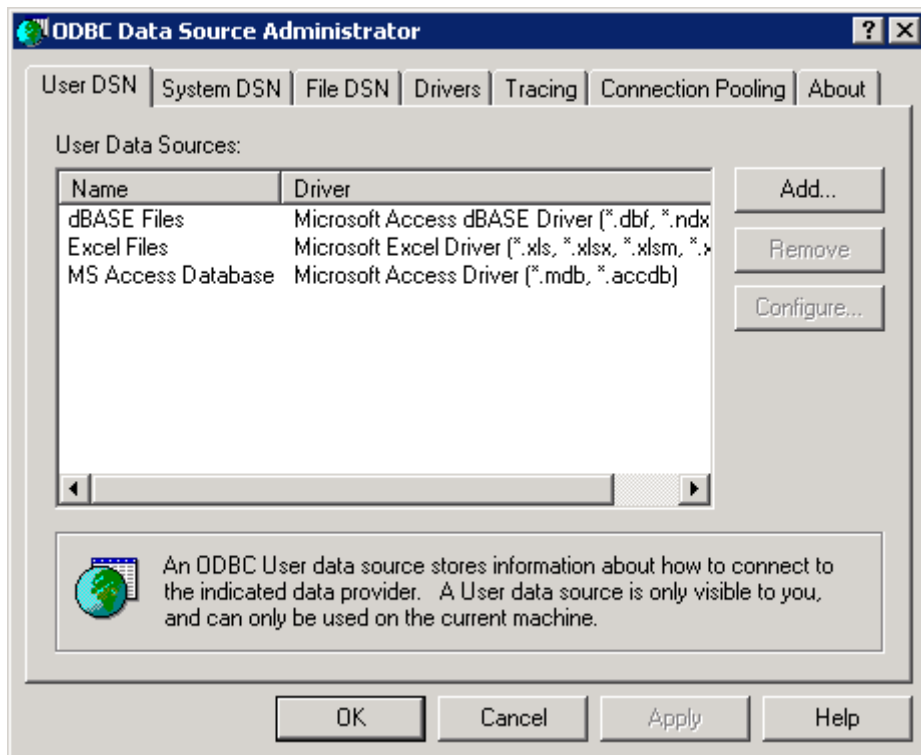 ODBC Data Source Administrator
User DSN System DSN File DSN Drivers Tracing Connection Pooling About
User Data Sources:
Name Driver
dBASE Files Microsoft Access dBASE Driver (*.dbf, *.ndx
Excel Files Microsoft Excel Driver (*.xls, *.xlsx, *.xlsm, *.x
MS Access Database Microsoft Access Driver (*.mdb, *.accdb)
Add...
Remove
Configure...
An ODBC User data source stores information about how to connect to
the indicated data provider. A User data source is only visible to you,
and can only be used on the current machine.
OK Cancel Apply Help